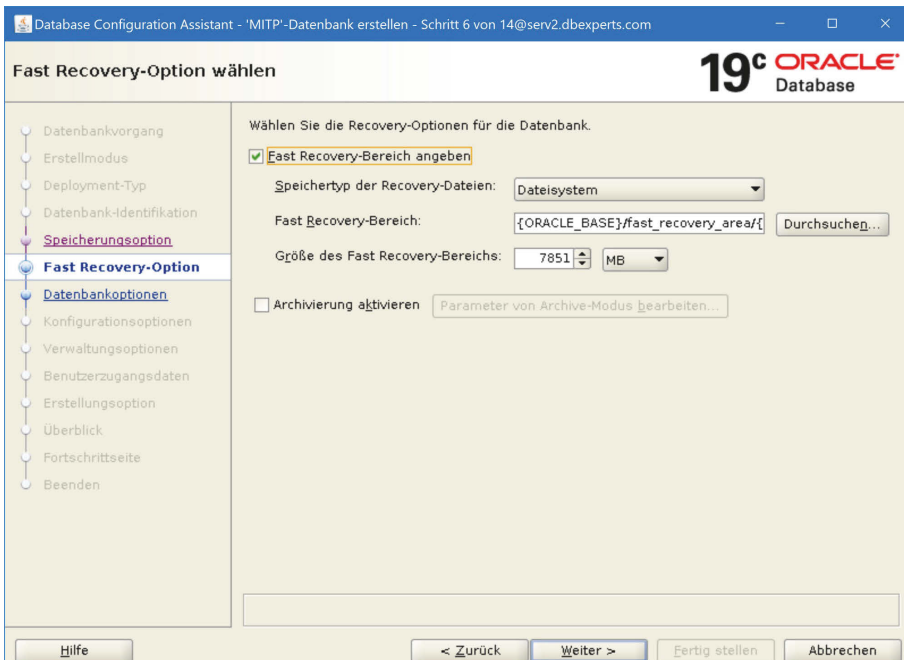 Database Configuration Assistant - 'MITP'-Datenbank erstellen - Schritt 6 von 14@serv2.dbexperts.com
Fast Recovery-Option wählen
19c ORACLE
Database
Datenbankvorgang
Erstellmodus
Deployment-Typ
Datenbank-Identifikation
Speicherungsoption
Fast Recovery-Option
Datenbankoptionen
Konfigurationsoptionen
Verwaltungsoptionen
Benutzerzugangsdaten
Erstellungsoption
Überblick
Fortschrittseite
Beenden
Wählen Sie die Recovery-Optionen für die Datenbank.
Fast Recovery-Bereich angeben
Speichertyp der Recovery-Dateien: Dateisystem
Fast Recovery-Bereich: {ORACLE_BASE}/fast_recovery_area/{ Durchsuchen...
Größe des Fast Recovery-Bereichs: 7851 MB
Archivierung aktivieren Parameter von Archive-Modus bearbeiten...
Hilfe < Zurück Weiter > Fertig stellen Abbrechen